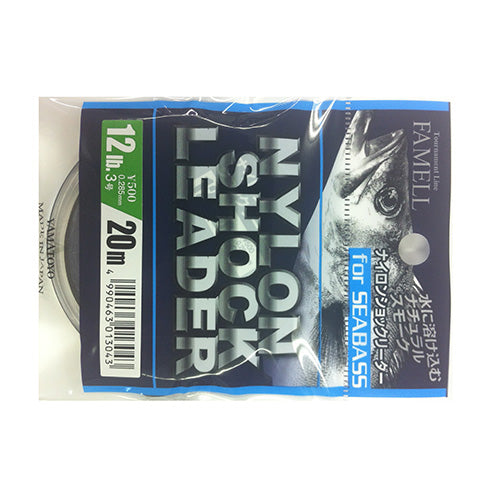 Tournament Line
FAMELL
水に溶け込む
ナチュラル
スモーク
ナイロンショックリーダー
for SEABASS
NYLON
SHOCK
LEADER
¥500
0.285mm
12lb. 3号
20m
4 990463 013043
YAMATOYO
MADE IN JAPAN